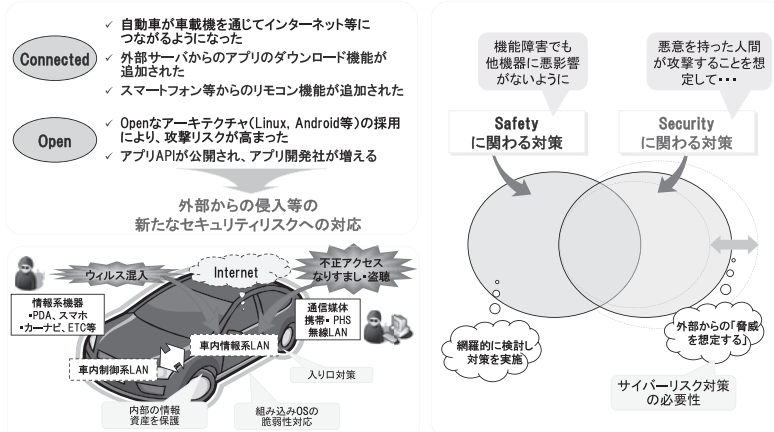 Connected
✓ 自動車が車載機を通じてインターネット等に
つながるようになった
✓ 外部サーバからのアプリのダウンロード機能が
追加された
✓ スマートフォン等からのリモコン機能が追加された
Open
✓ Openなアーキテクチャ(Linux, Android等)の採用
により、攻撃リスクが高まった
✓ アプリAPIが公開され、アプリ開発社が増える
外部からの侵入等の
新たなセキュリティリスクへの対応
ウィルス混入
Internet
不正アクセス
なりすまし・盗聴
情報系機器
・PDA、スマホ
・カーナビ、ETC等
通信媒体
携帯・PHS
無線LAN
車内情報系LAN
車内制御系LAN
入り口対策
内部の情報
資産を保護
組み込みOSの
脆弱性対応
機能障害でも
他機器に悪影響
がないように
悪意を持った人間
が攻撃することを想
定して・・・
Safety
に関わる対策
Security
に関わる対策
網羅的に検討し
対策を実施
外部からの「脅威
を想定する」
サイバーリスク対策
の必要性